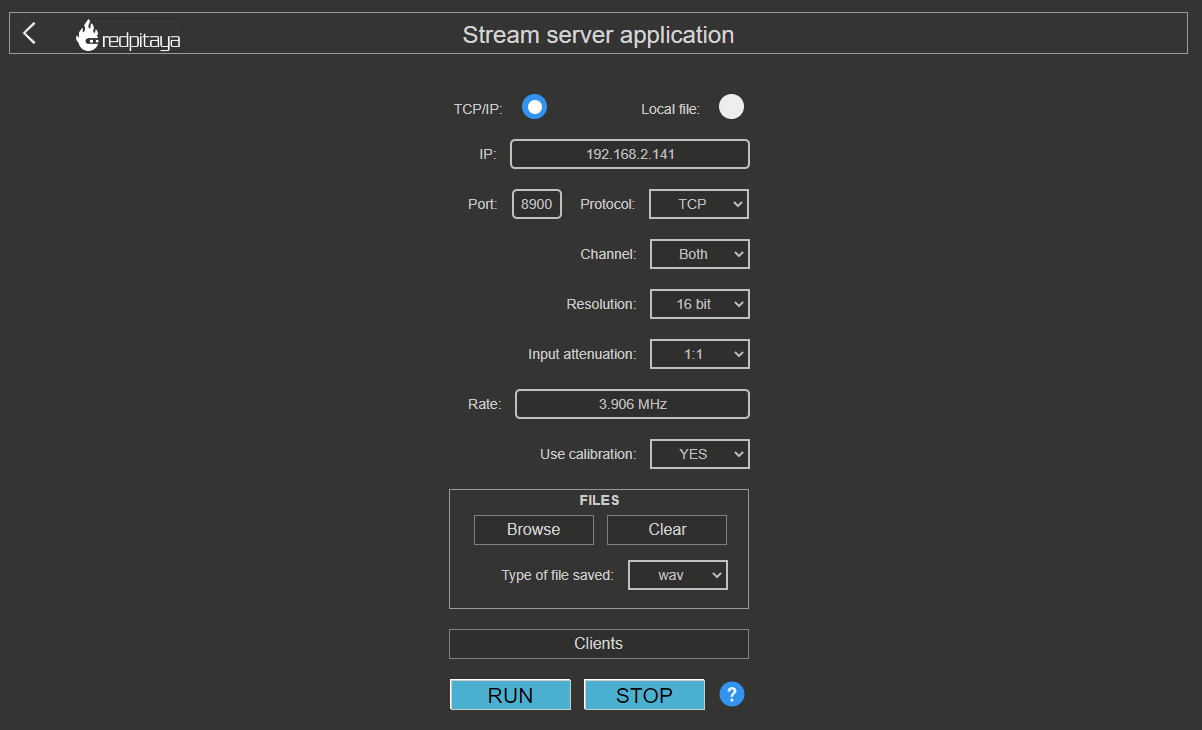 redpitaya Stream server application
TCP/IP: Local file:
IP: 192.168.2.141
Port: 8900 Protocol: TCP
Channel: Both
Resolution: 16 bit
Input attenuation: 1:1
Rate: 3.906 MHz
Use calibration: YES
FILES
Browse Clear
Type of file saved: wav
Clients
RUN STOP ?